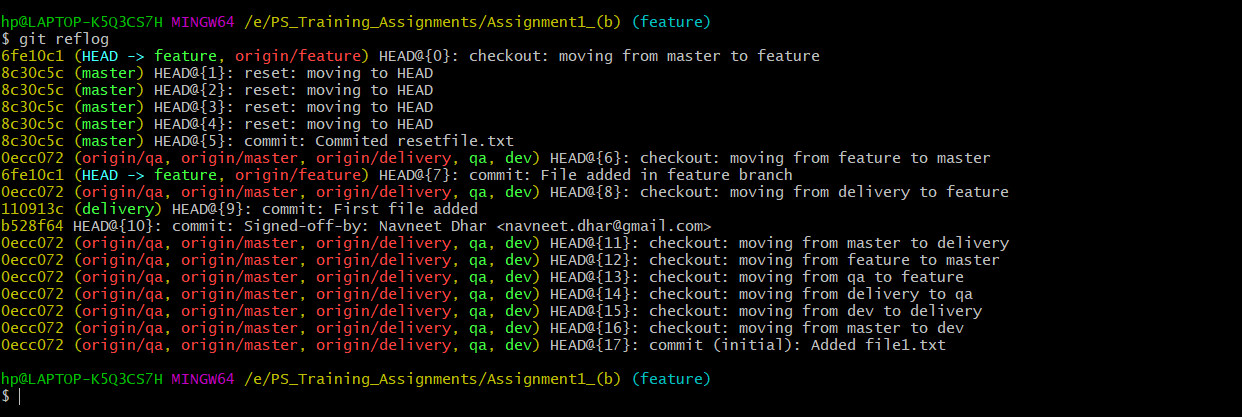 hp@LAPTOP-K5Q3CS7H MINGW64 /e/PS_Training_Assignments/Assignment1_(b) (feature)
$ git reflog
6fe10c1 (HEAD -> feature, origin/feature) HEAD@{0}: checkout: moving from master to feature
8c30c5c (master) HEAD@{1}: reset: moving to HEAD
8c30c5c (master) HEAD@{2}: reset: moving to HEAD
8c30c5c (master) HEAD@{3}: reset: moving to HEAD
8c30c5c (master) HEAD@{4}: reset: moving to HEAD
8c30c5c (master) HEAD@{5}: commit: Commited resetfile.txt
0ecc072 (origin/qa, origin/master, origin/delivery, qa, dev) HEAD@{6}: checkout: moving from feature to master
6fe10c1 (HEAD -> feature, origin/feature) HEAD@{7}: commit: File added in feature branch
0ecc072 (origin/qa, origin/master, origin/delivery, qa, dev) HEAD@{8}: checkout: moving from delivery to feature
110913c (delivery) HEAD@{9}: commit: First file added
b528f64 HEAD@{10}: commit: Signed-off-by: Navneet Dhar <navneet.dhar@gmail.com>
0ecc072 (origin/qa, origin/master, origin/delivery, qa, dev) HEAD@{11}: checkout: moving from master to delivery
0ecc072 (origin/qa, origin/master, origin/delivery, qa, dev) HEAD@{12}: checkout: moving from feature to master
0ecc072 (origin/qa, origin/master, origin/delivery, qa, dev) HEAD@{13}: checkout: moving from qa to feature
0ecc072 (origin/qa, origin/master, origin/delivery, qa, dev) HEAD@{14}: checkout: moving from delivery to qa
0ecc072 (origin/qa, origin/master, origin/delivery, qa, dev) HEAD@{15}: checkout: moving from dev to delivery
0ecc072 (origin/qa, origin/master, origin/delivery, qa, dev) HEAD@{16}: checkout: moving from master to dev
0ecc072 (origin/qa, origin/master, origin/delivery, qa, dev) HEAD@{17}: commit (initial): Added file1.txt
hp@LAPTOP-K5Q3CS7H MINGW64 /e/PS_Training_Assignments/Assignment1_(b) (feature)
$